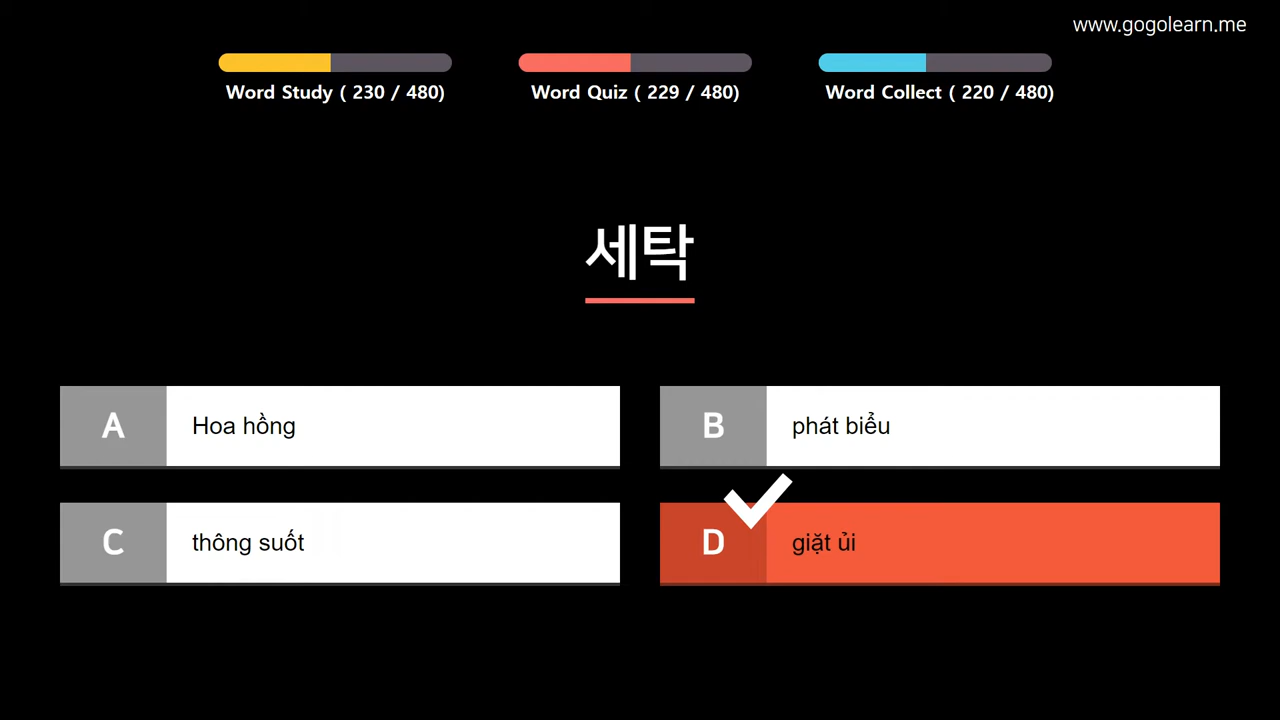 www.gogolearn.me
Word Study ( 230 / 480)
Word Quiz ( 229 / 480)
Word Collect ( 220 / 480)
세탁
A Hoa hồng
B phát biểu
C thông suốt
D giặt ủi